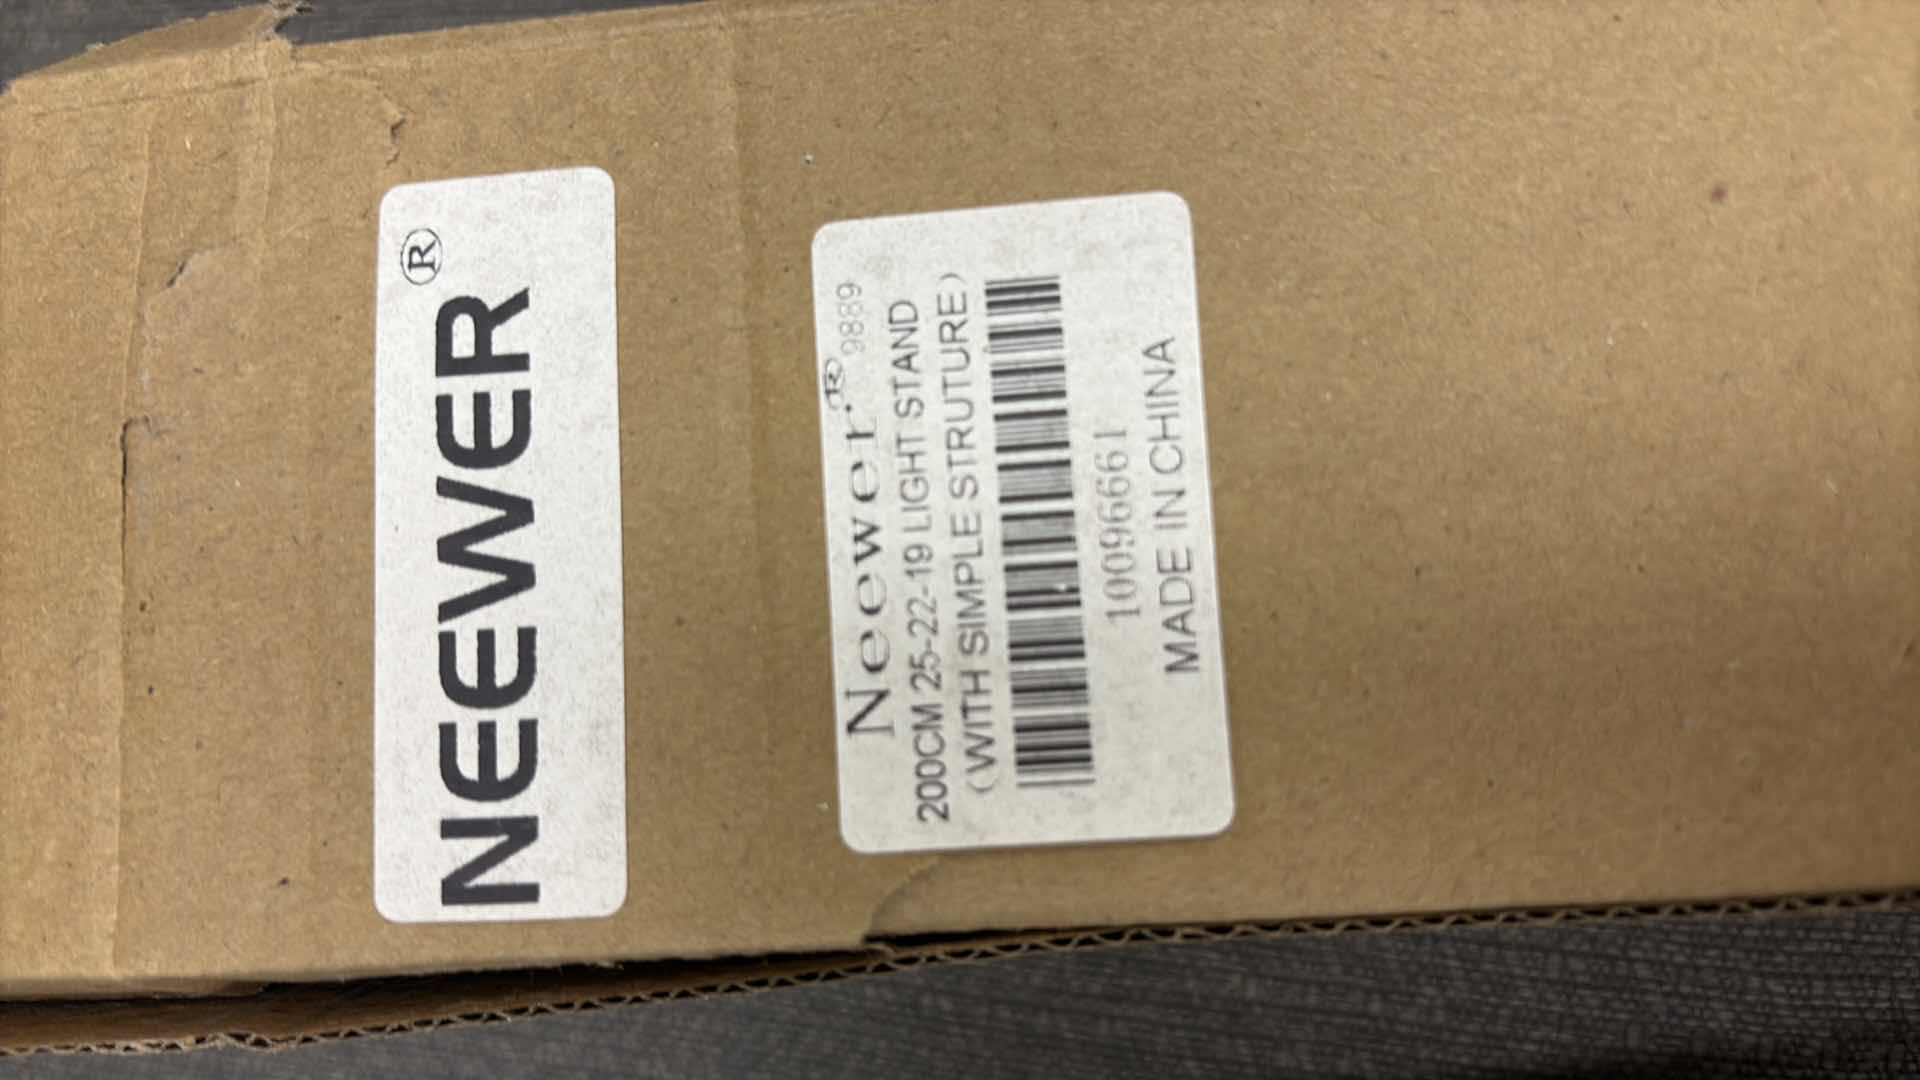 NEEWER®
Neewer.® 9889
200CM 25-22-19 LIGHT STAND
(WITH SIMPLE STRUTURE)
10096661
MADE IN CHINA